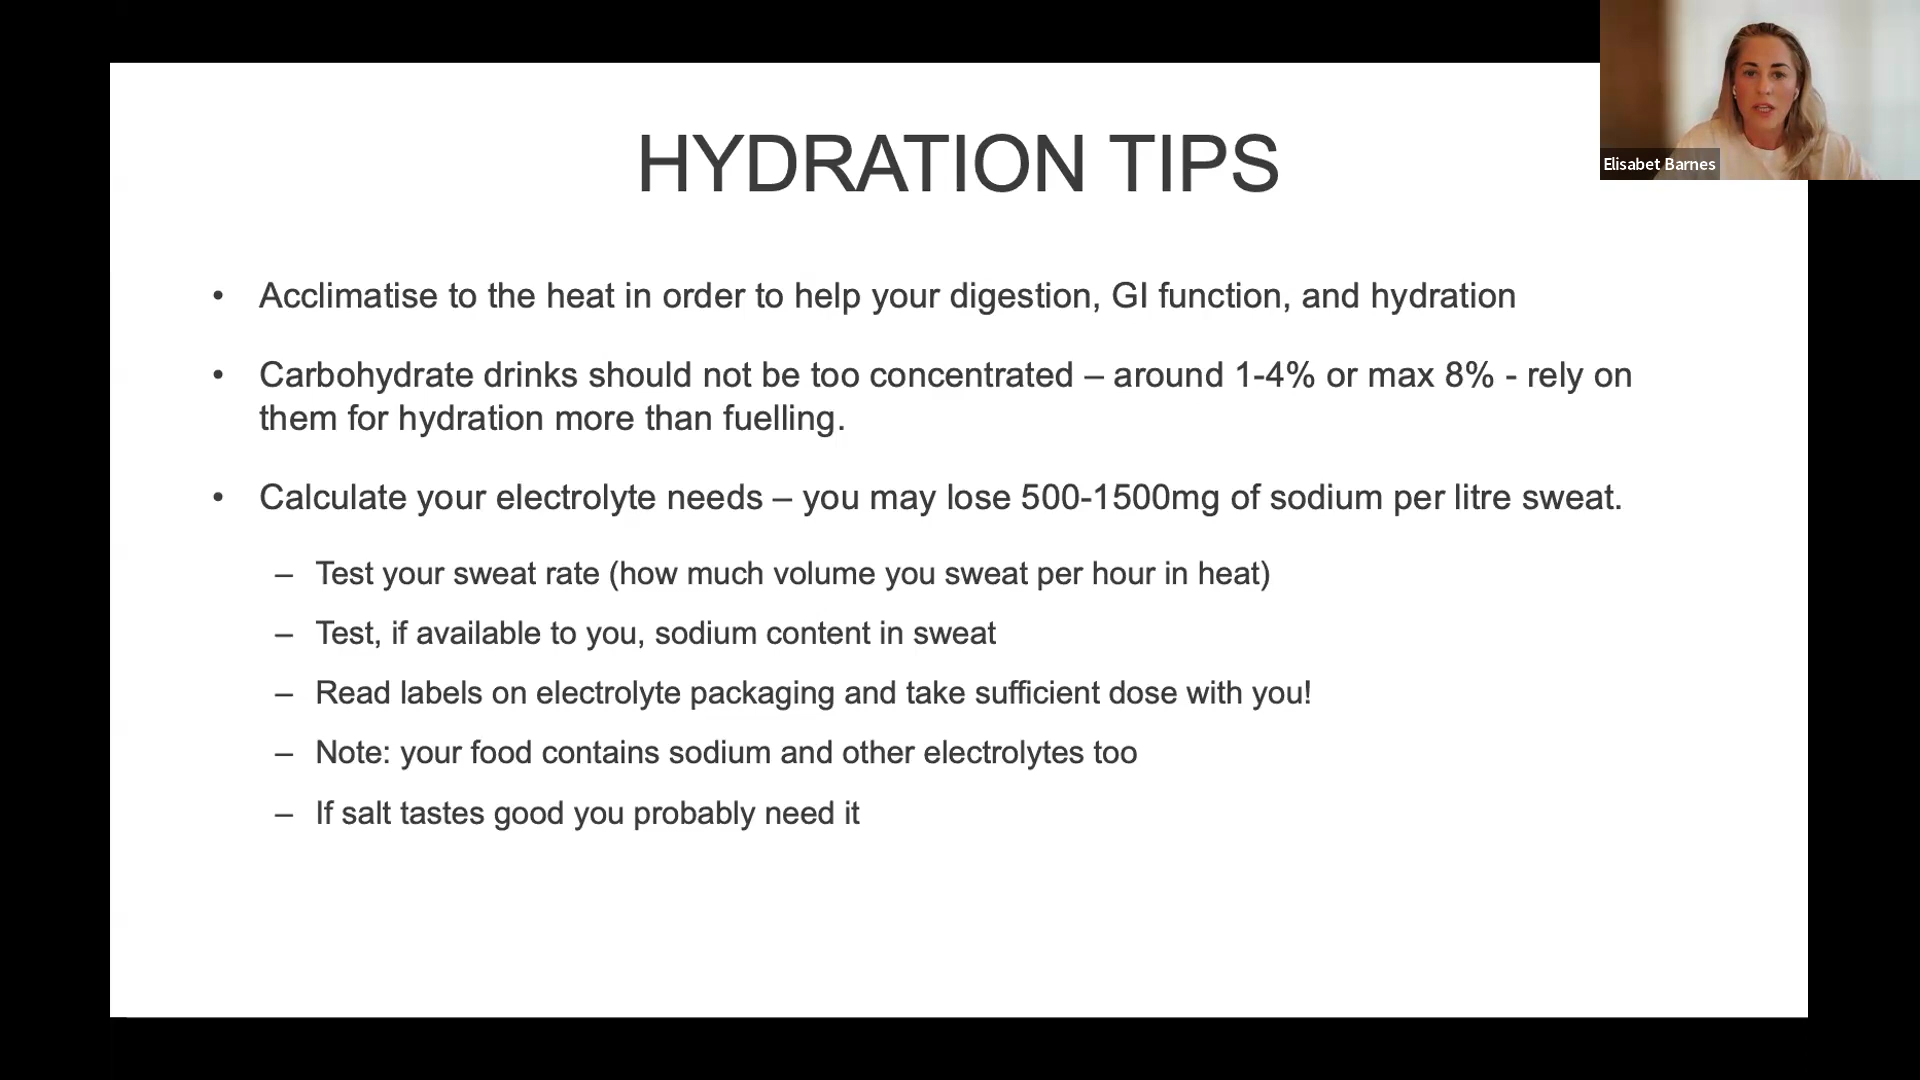 HYDRATION TIPS
Elisabet Barnes
• Acclimatise to the heat in order to help your digestion, GI function, and hydration
• Carbohydrate drinks should not be too concentrated – around 1-4% or max 8% - rely on
them for hydration more than fuelling.
• Calculate your electrolyte needs – you may lose 500-1500mg of sodium per litre sweat.
– Test your sweat rate (how much volume you sweat per hour in heat)
– Test, if available to you, sodium content in sweat
– Read labels on electrolyte packaging and take sufficient dose with you!
– Note: your food contains sodium and other electrolytes too
– If salt tastes good you probably need it